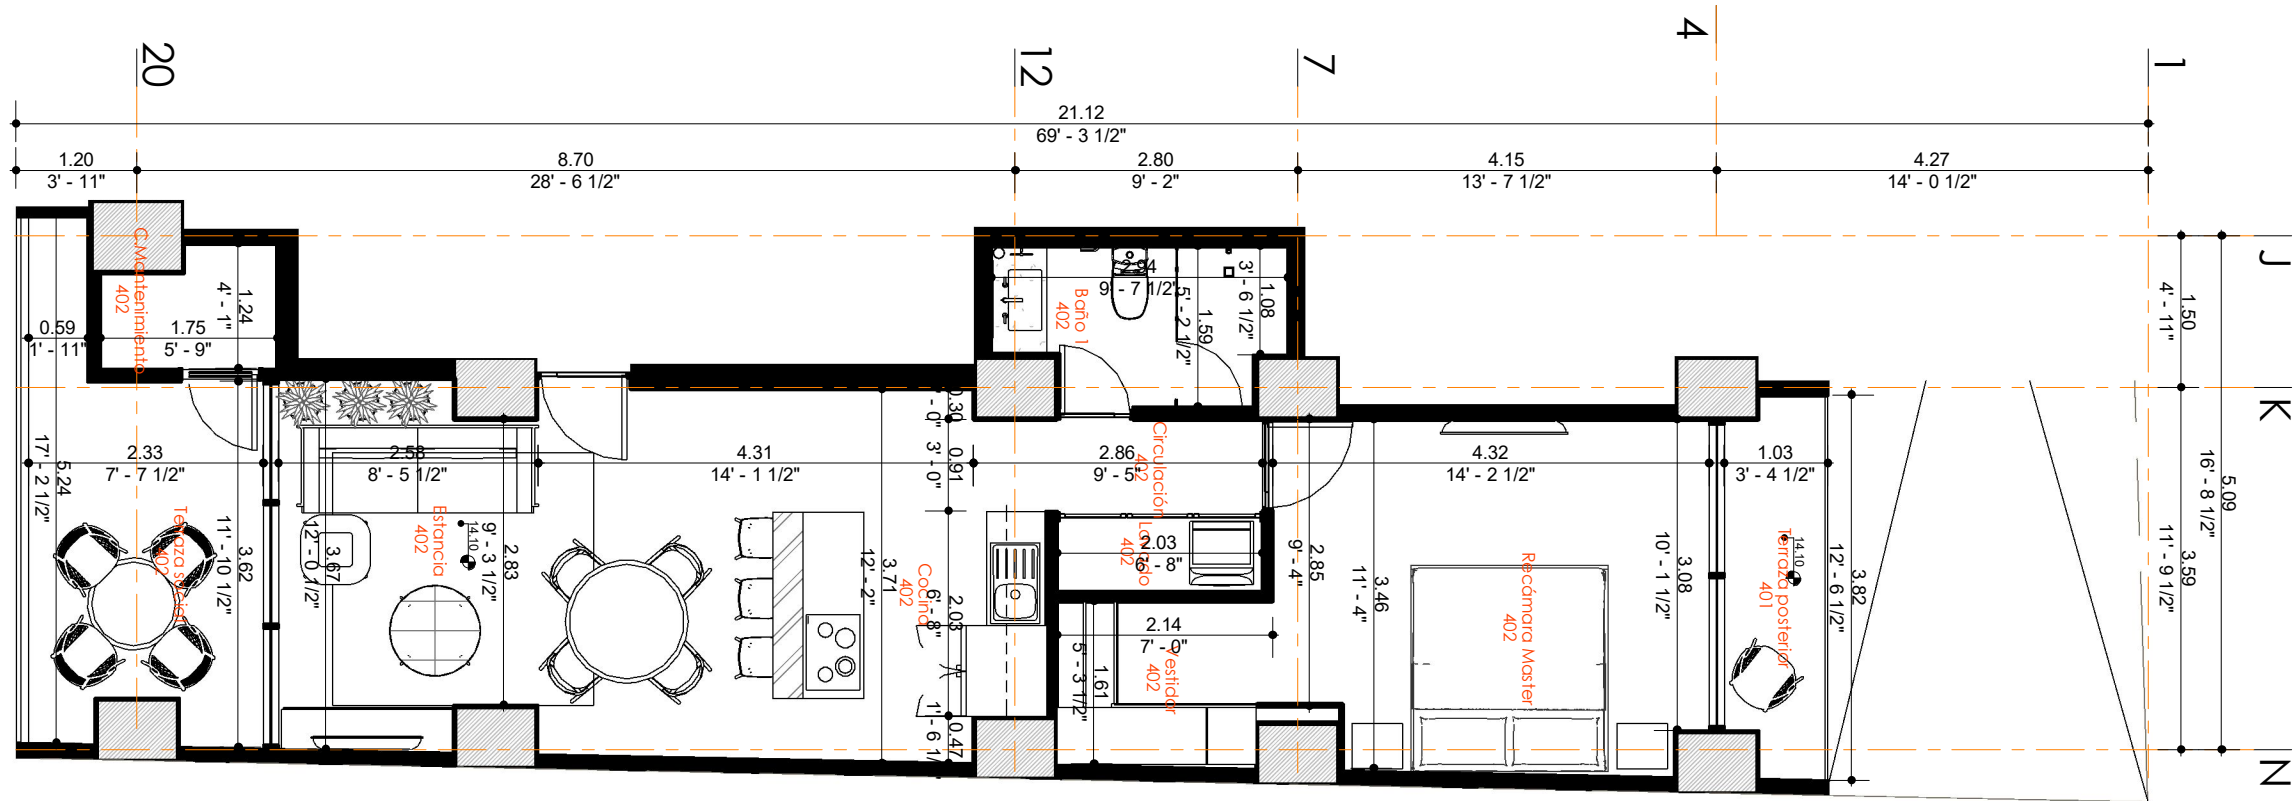 20
12
7
4
1
21.12
69' - 3 1/2"
1.20
3' - 11"
8.70
28' - 6 1/2"
2.80
9' - 2"
4.15
13' - 7 1/2"
4.27
14' - 0 1/2"
J
K
N
1.50
4' - 11"
5.09
16' - 8 1/2"
3.59
11' - 9 1/2"
C.Mantenimiento
402
1.24
4' - 1"
0.59
1' - 11"
1.75
5' - 9"
5.24
17' - 2 1/2"
2.33
7' - 7 1/2"
Terraza social
402
3.62
11' - 10 1/2"
2.58
8' - 5 1/2"
3.67
12' - 0 1/2"
Estancia
402
14.10
2.83
9' - 3 1/2"
4.31
14' - 1 1/2"
3.71
12' - 2"
Cocina
402
0.30
' - 0"
0.91
3' - 0"
2.03
6' - 8"
0.47
1' - 6 1/
2.94
9' - 7 1/2"
Baño 1
402
1.59
5' - 2 1/2"
1.08
3' - 6 1/2"
2.86
9' - 5"
Circulación
402
Lavado
402
2.03
6' - 8"
2.14
7' - 0"
Vestidor
402
1.61
5' - 3 1/2"
2.85
9' - 4"
4.32
14' - 2 1/2"
3.46
11' - 4"
Recámara Master
402
3.08
10' - 1 1/2"
1.03
3' - 4 1/2"
Terraza posterior
401
14.10
3.82
12' - 6 1/2"